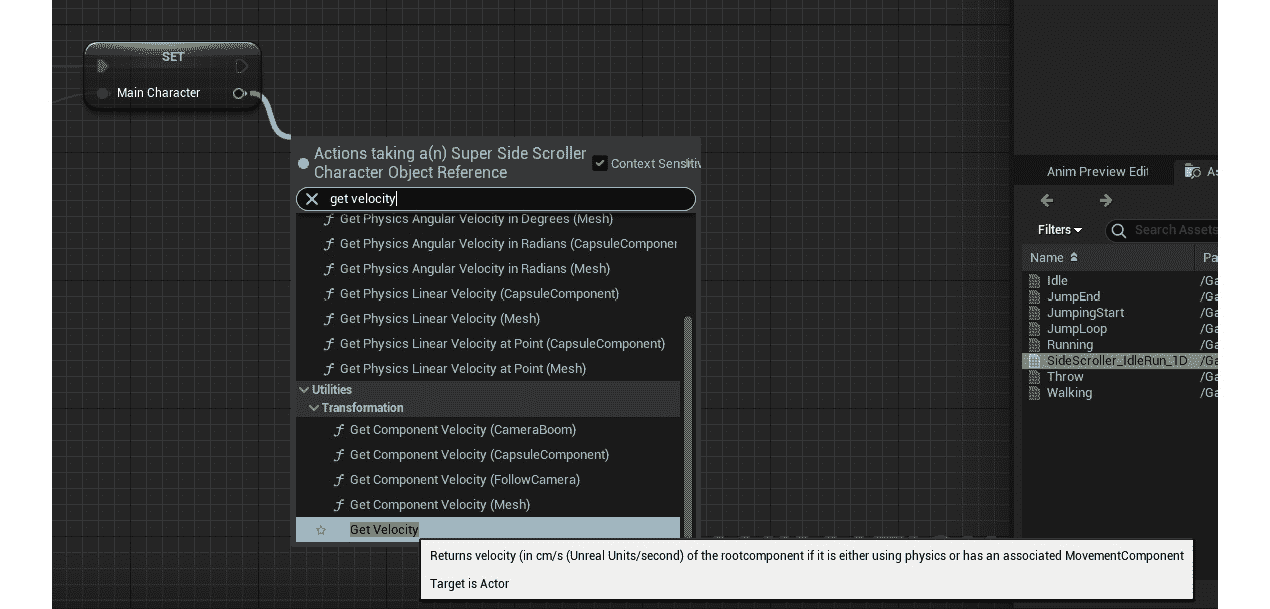 SET
Main Character
Actions taking a(n) Super Side Scroller
Character Object Reference
Context Sensitiv
get velocity
Get Physics Angular Velocity in Degrees (Mesh)
Get Physics Angular Velocity in Radians (CapsuleComponen
Get Physics Angular Velocity in Radians (Mesh)
Get Physics Linear Velocity (CapsuleComponent)
Get Physics Linear Velocity (Mesh)
Get Physics Linear Velocity at Point (CapsuleComponent)
Get Physics Linear Velocity at Point (Mesh)
Utilities
Transformation
Get Component Velocity (CameraBoom)
Get Component Velocity (CapsuleComponent)
Get Component Velocity (FollowCamera)
Get Component Velocity (Mesh)
Get Velocity
Returns velocity (in cm/s (Unreal Units/second) of the rootcomponent if it is either using physics or has an associated MovementComponent
Target is Actor
Anim Preview Edit
As
Filters
Search Assets
Name
Pa
Idle /Ga
JumpEnd /Ga
JumpingStart /Ga
JumpLoop /Ga
Running /Ga
SideScroller_IdleRun_1D /Ga
Throw /Ga
Walking /Ga